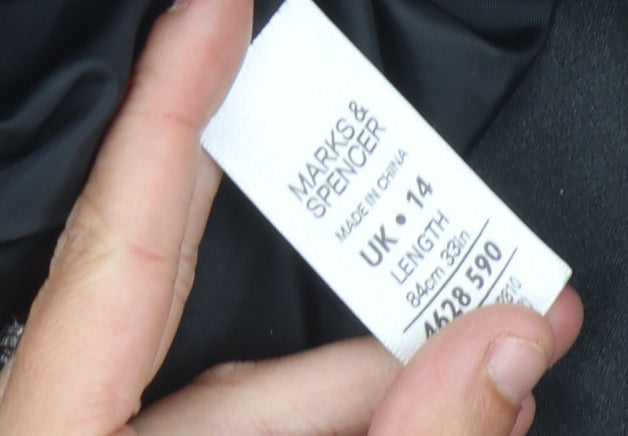 MARKS &
SPENCER
MADE IN CHINA
UK • 14
LENGTH
84cm 33in
4628 590